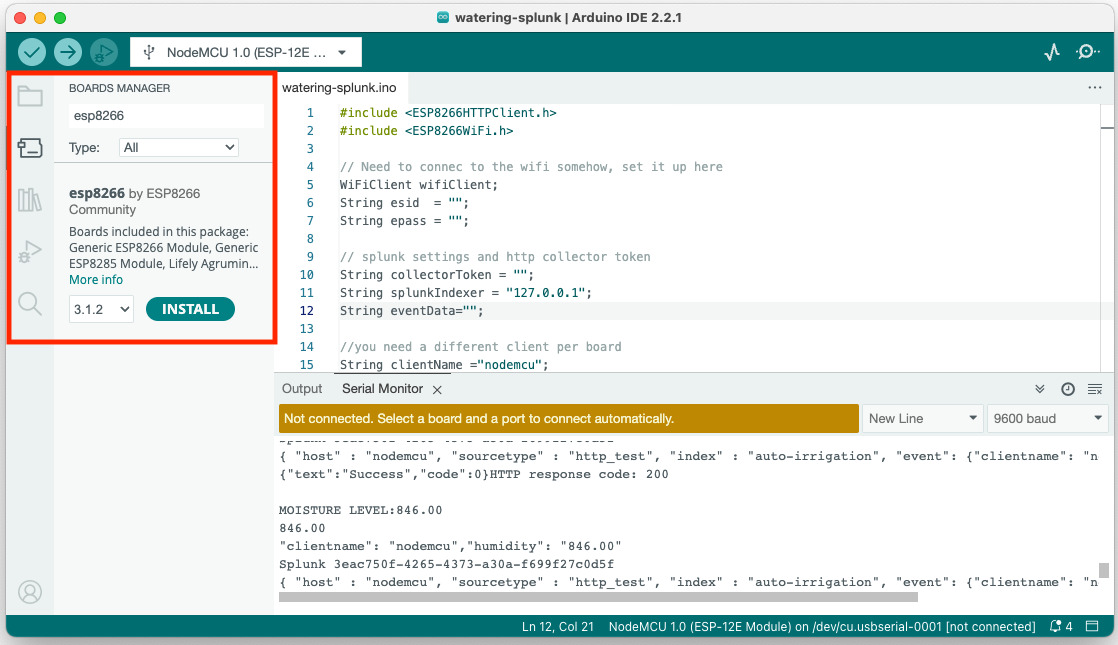 watering-splunk | Arduino IDE 2.2.1
NodeMCU 1.0 (ESP-12E ...
BOARDS MANAGER
esp8266
Type: All
esp8266 by ESP8266
Community
Boards included in this package:
Generic ESP8266 Module, Generic
ESP8285 Module, Lifely Agrumin...
More info
3.1.2 INSTALL
watering-splunk.ino
1 #include <ESP8266HTTPClient.h>
2 #include <ESP8266WiFi.h>
3
4 // Need to connec to the wifi somehow, set it up here
5 WiFiClient wifiClient;
6 String esid  = "";
7 String epass = "";
8
9 // splunk settings and http collector token
10 String collectorToken = "";
11 String splunkIndexer = "127.0.0.1";
12 String eventData="";
13
14 //you need a different client per board
15 String clientName ="nodemcu";
Output Serial Monitor
Not connected. Select a board and a port to connect automatically.
New Line 9600 baud
{ "host" : "nodemcu", "sourcetype" : "http_test", "index" : "auto-irrigation", "event": {"clientname": "n
{"text":"Success","code":0}HTTP response code: 200
MOISTURE LEVEL:846.00
846.00
"clientname": "nodemcu","humidity": "846.00"
Splunk 3eac750f-4265-4373-a30a-f699f27c0d5f
{ "host" : "nodemcu", "sourcetype" : "http_test", "index" : "auto-irrigation", "event": {"clientname": "n
Ln 12, Col 21 NodeMCU 1.0 (ESP-12E Module) on /dev/cu.usbserial-0001 [not connected] 4